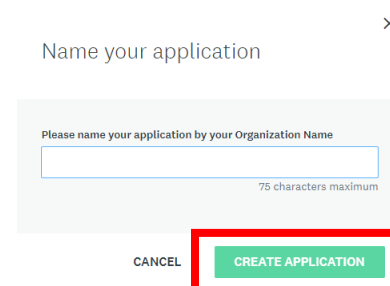 Name your application
Please name your application by your Organization Name
75 characters maximum
CANCEL CREATE APPLICATION